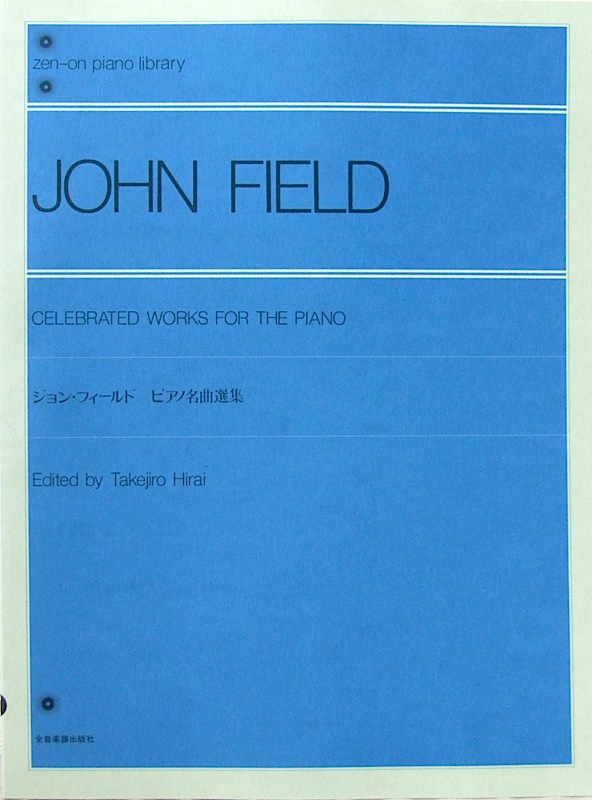 zen-on piano library
JOHN FIELD
CELEBRATED WORKS FOR THE PIANO
ジョン・フィールド ピアノ名曲選集
Edited by Takejiro Hirai
全音楽譜出版社